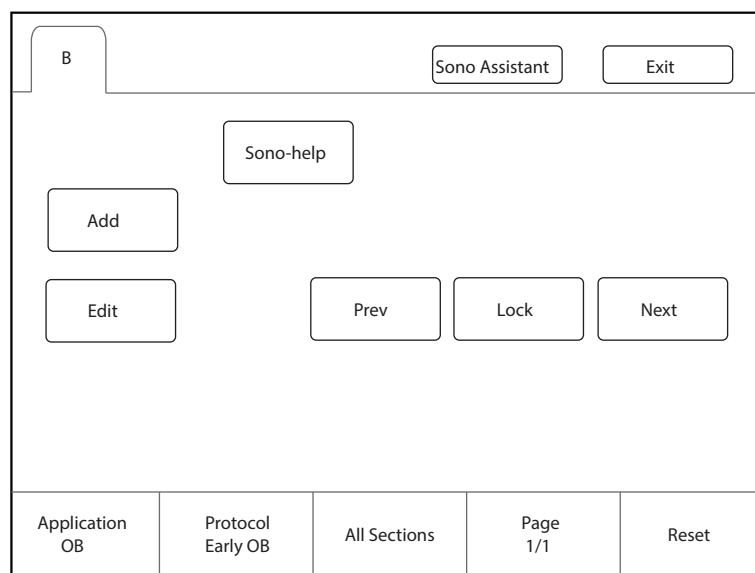 B
Sono Assistant
Exit
Sono-help
Add
Edit
Prev
Lock
Next
Application
OB
Protocol
Early OB
All Sections
Page
1/1
Reset